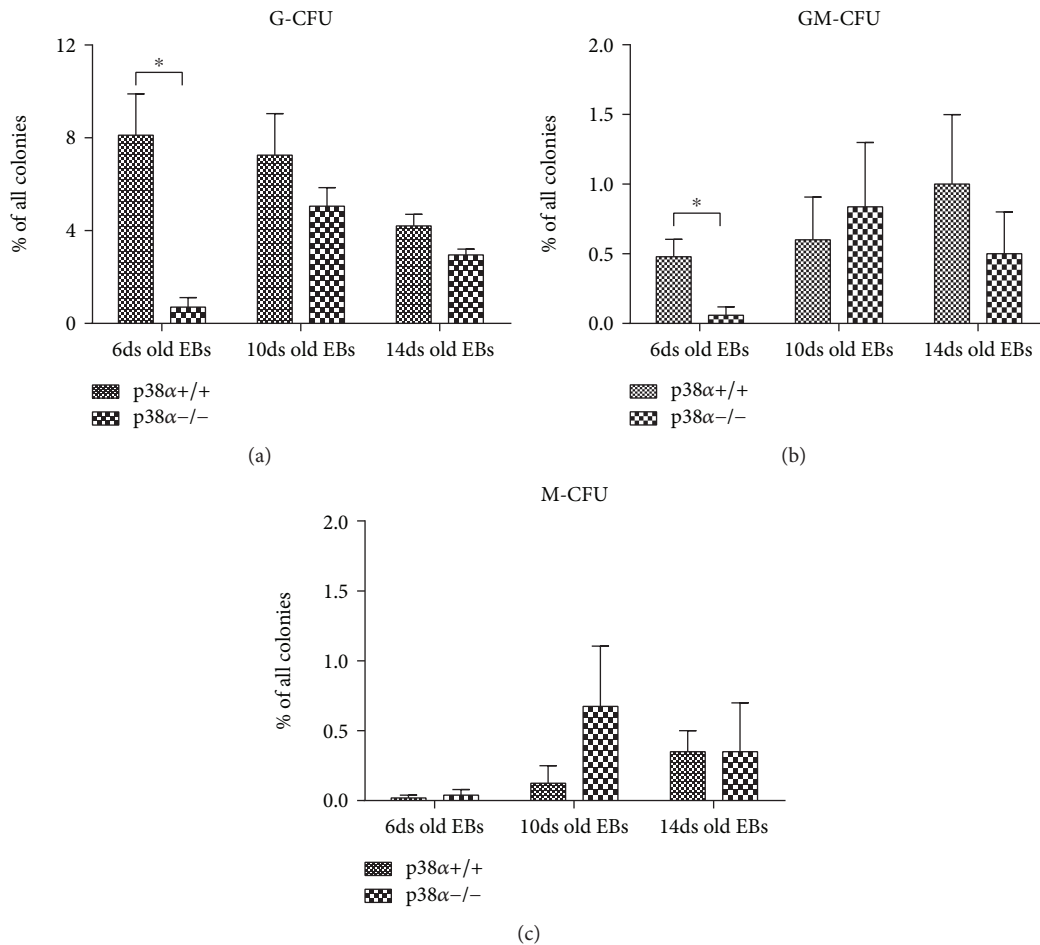 G-CFU
12
8
4
0
% of all colonies
*
6ds old EBs 10ds old EBs 14ds old EBs
p38α+/+
p38α−/−
(a)
GM-CFU
2.0
1.5
1.0
0.5
0.0
% of all colonies
*
6ds old EBs 10ds old EBs 14ds old EBs
p38α+/+
p38α−/−
(b)
M-CFU
2.0
1.5
1.0
0.5
0.0
% of all colonies
6ds old EBs 10ds old EBs 14ds old EBs
p38α+/+
p38α−/−
(c)